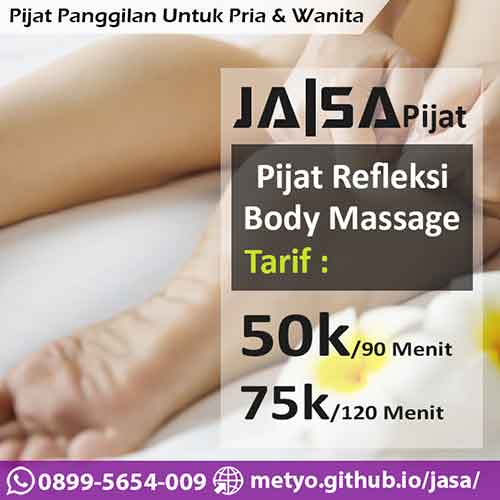 Pijat Panggilan Untuk Pria & Wanita
JA|SA Pijat
Pijat Refleksi
Body Massage
Tarif :
50k/90 Menit
75k/120 Menit
0899-5654-009 metyo.github.io/jasa/